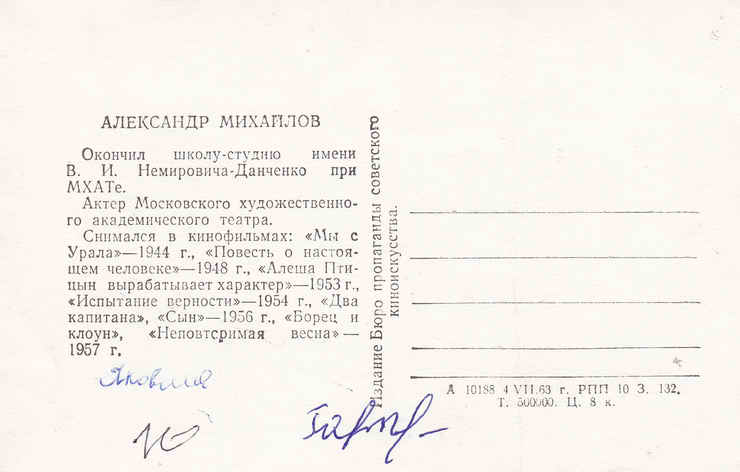 АЛЕКСАНДР МИХАЙЛОВ
Окончил школу-студию имени
В. И. Немировича-Данченко при
МХАТе.
Актер Московского художественно-
го академического театра.
Снимался в кинофильмах: «Мы с
Урала»—1944 г., «Повесть о настоя-
щем человеке»—1948 г., «Алеша Пти-
цын вырабатывает характер»—1953 г.,
«Испытание верности»—1954 г., «Два
капитана», «Сын»—1956 г., «Борец и
клоун», «Неповторимая весна»—
1957 г.
Издание Бюро пропаганды советского
киноискусства.
А 10188 4 VII.63 г. РПП 10 З. 132.
Т. 500000. Ц. 8 к.